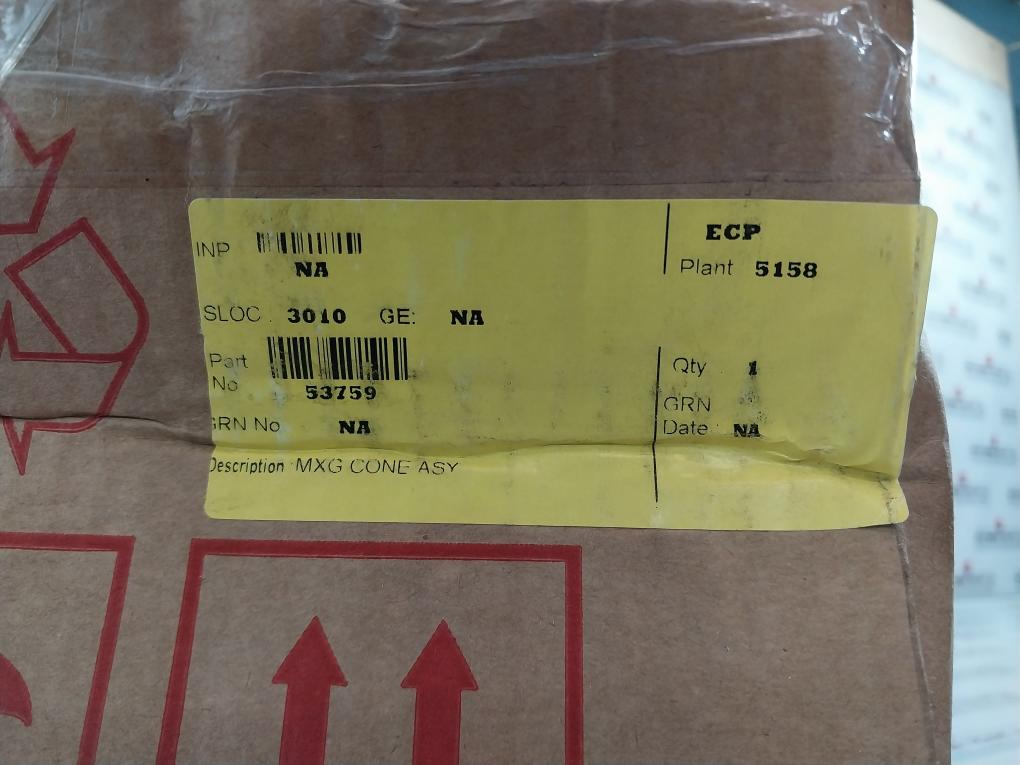 INP NA
ECP
Plant 5158
SLOC : 3010 GE: NA
Part No 53759
Qty 1
GRN No NA
GRN Date : NA
Description MXG CONE ASY